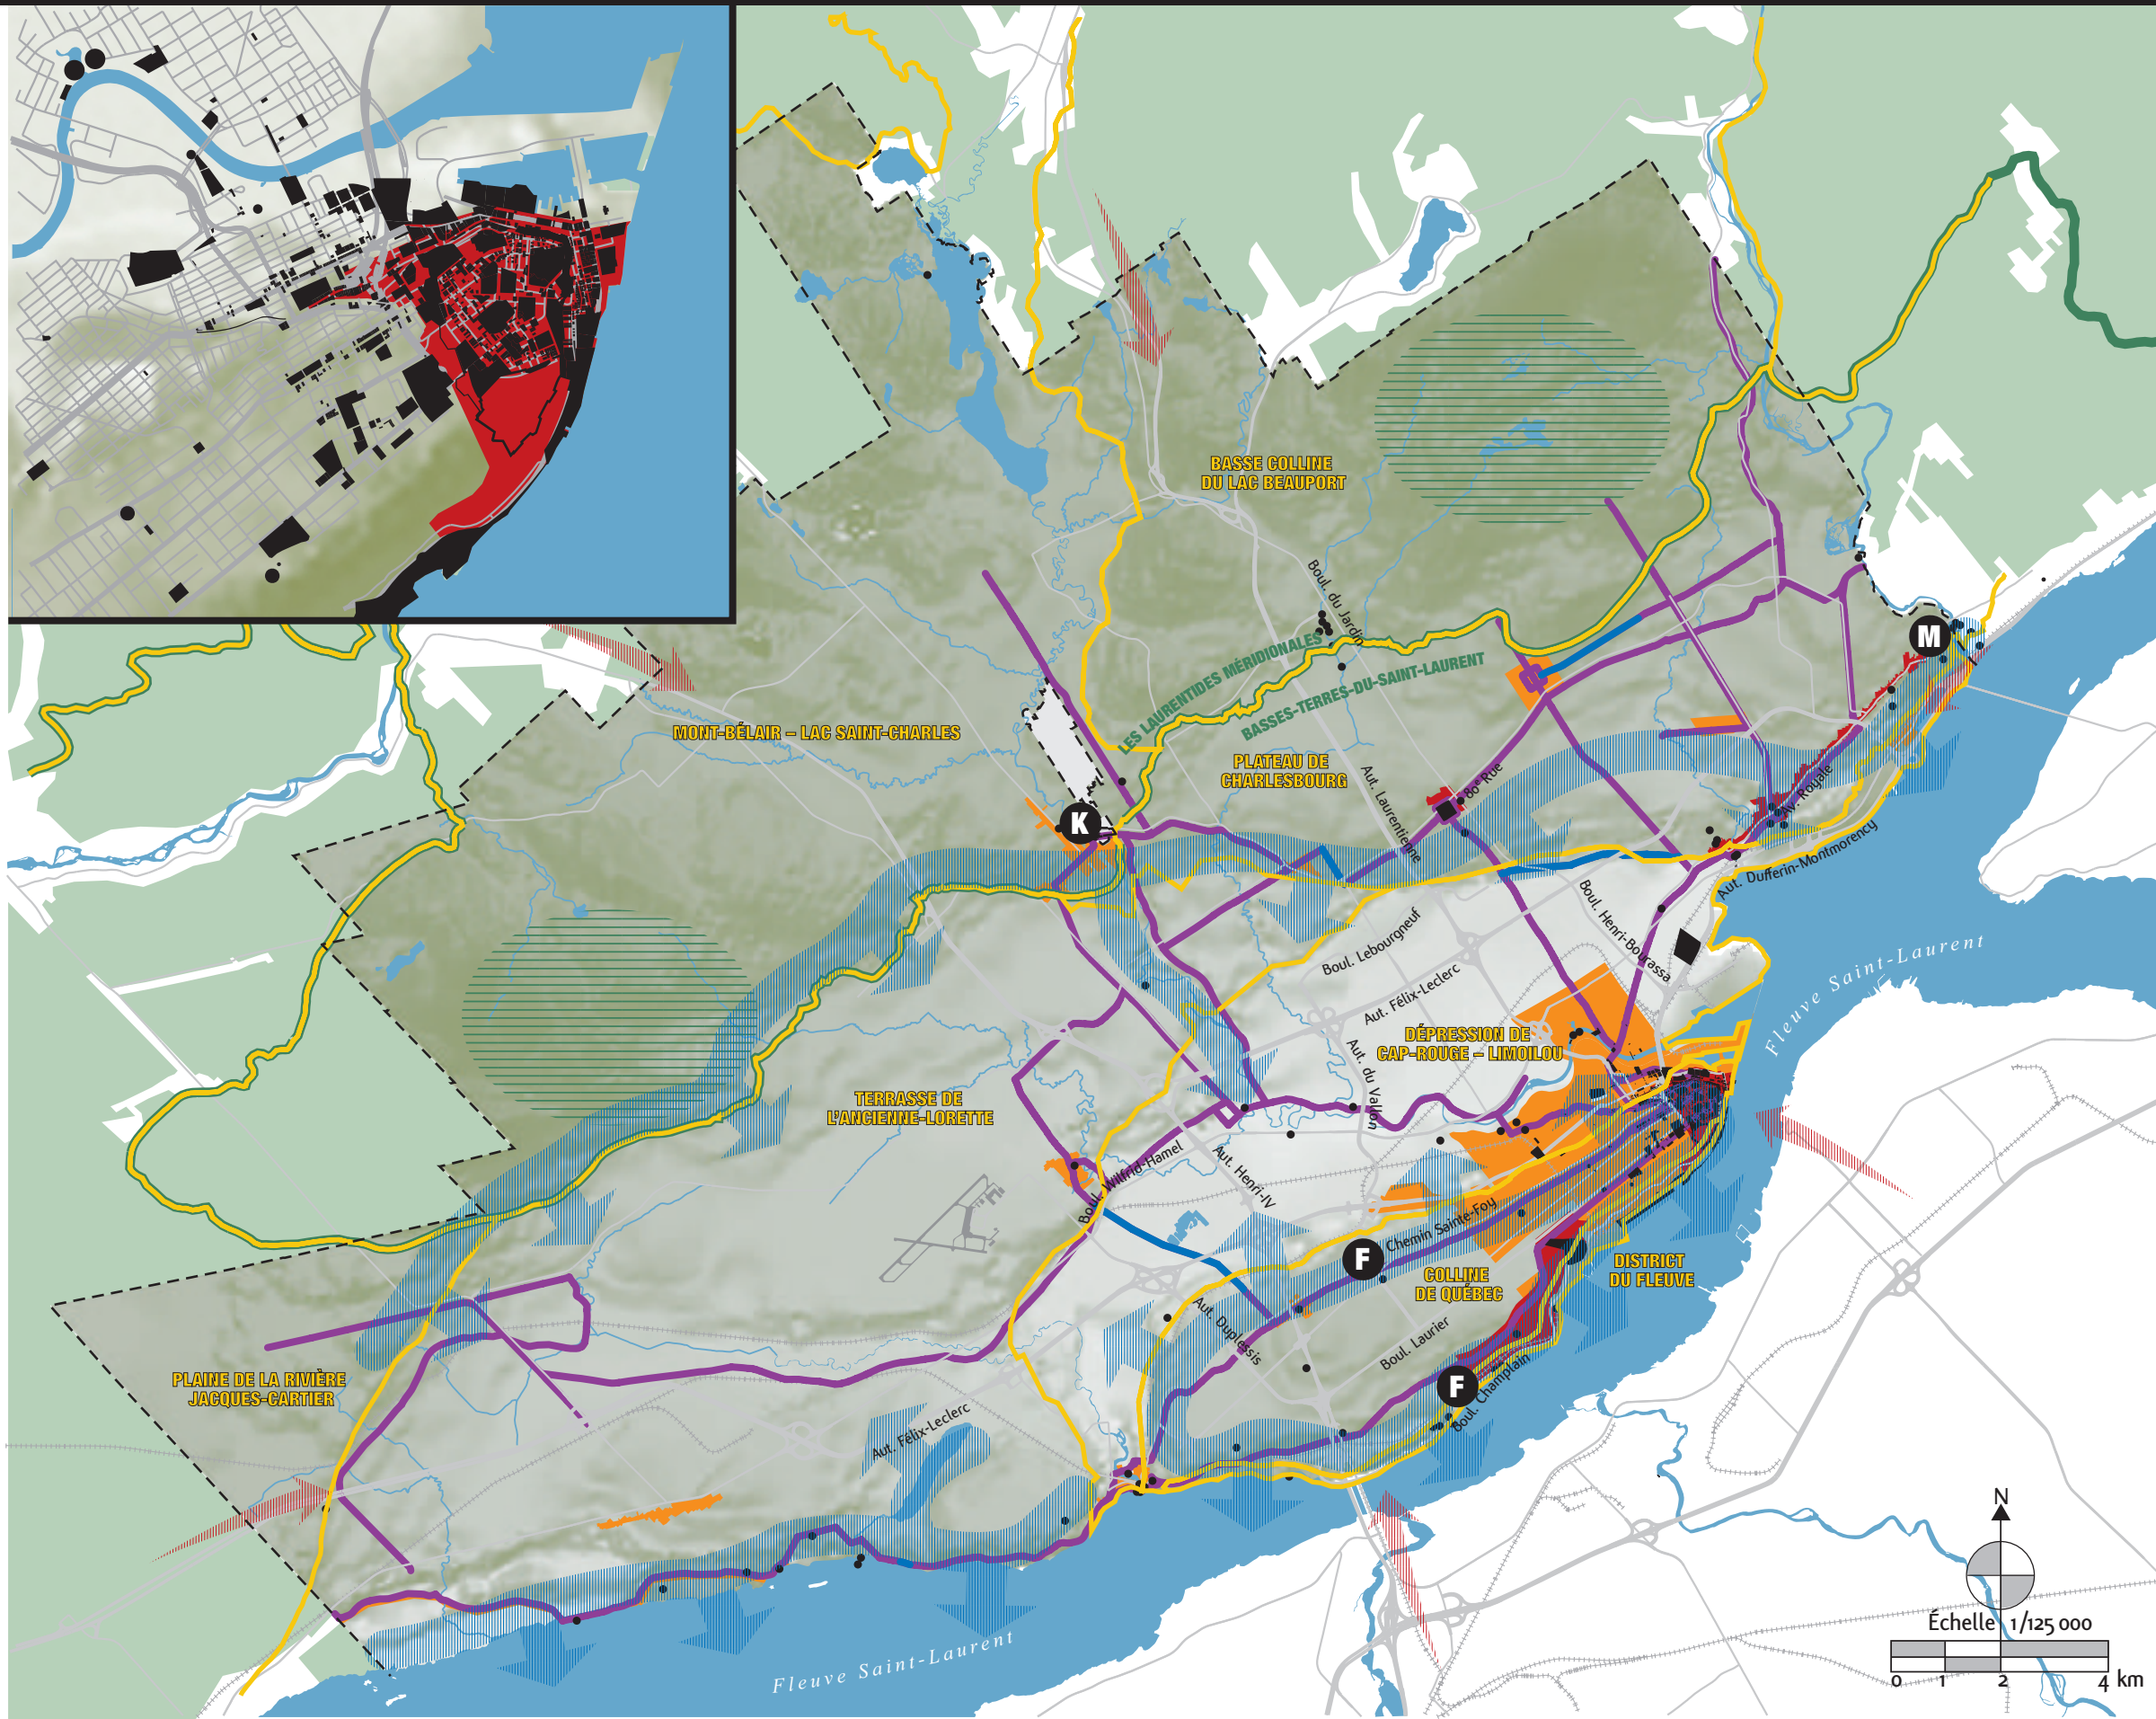 BASSE COLLINE
DU LAC BEAUPORT
Boul. du Jardin
M
LES LAURENTIDES MÉRIDIONALES
BASSES-TERRES-DU-SAINT-LAURENT
MONT-BÉLAIR – LAC SAINT-CHARLES
PLATEAU DE
CHARLESBOURG
Aut. Laurentienne
80e Rue
Av. Royale
K
Aut. Dufferin-Montmorency
Boul. Henri-Bourassa
Boul. Lebourgneuf
Aut. Félix-Leclerc
Fleuve Saint-Laurent
DÉPRESSION DE
CAP-ROUGE – LIMOILOU
Aut. du Vallon
TERRASSE DE
L'ANCIENNE-LORETTE
Boul. Wilfrid-Hamel
Aut. Henri-IV
Chemin Sainte-Foy
F
COLLINE
DE QUÉBEC
DISTRICT
DU FLEUVE
Aut. Duplessis
Boul. Laurier
F
Boul. Champlain
PLAINE DE LA RIVIÈRE
JACQUES-CARTIER
Aut. Félix-Leclerc
Fleuve Saint-Laurent
N
Échelle 1/125 000
0 1 2 4 km